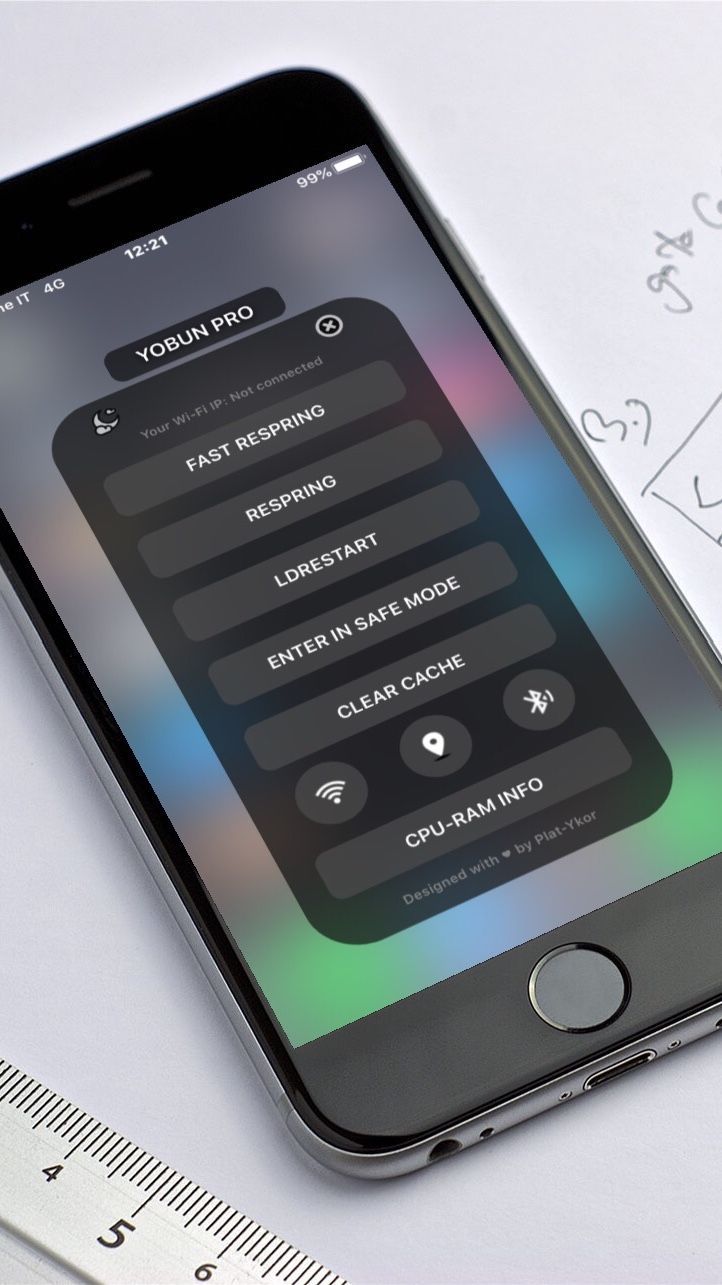 ne IT 4G
12:21
99%
YOBUN PRO
Your Wi-Fi IP: Not connected
FAST RESPRING
RESPRING
LDRESTART
ENTER IN SAFE MODE
CLEAR CACHE
CPU-RAM INFO
Designed with ♥ by Plat-Ykor
3.)
4
5
6